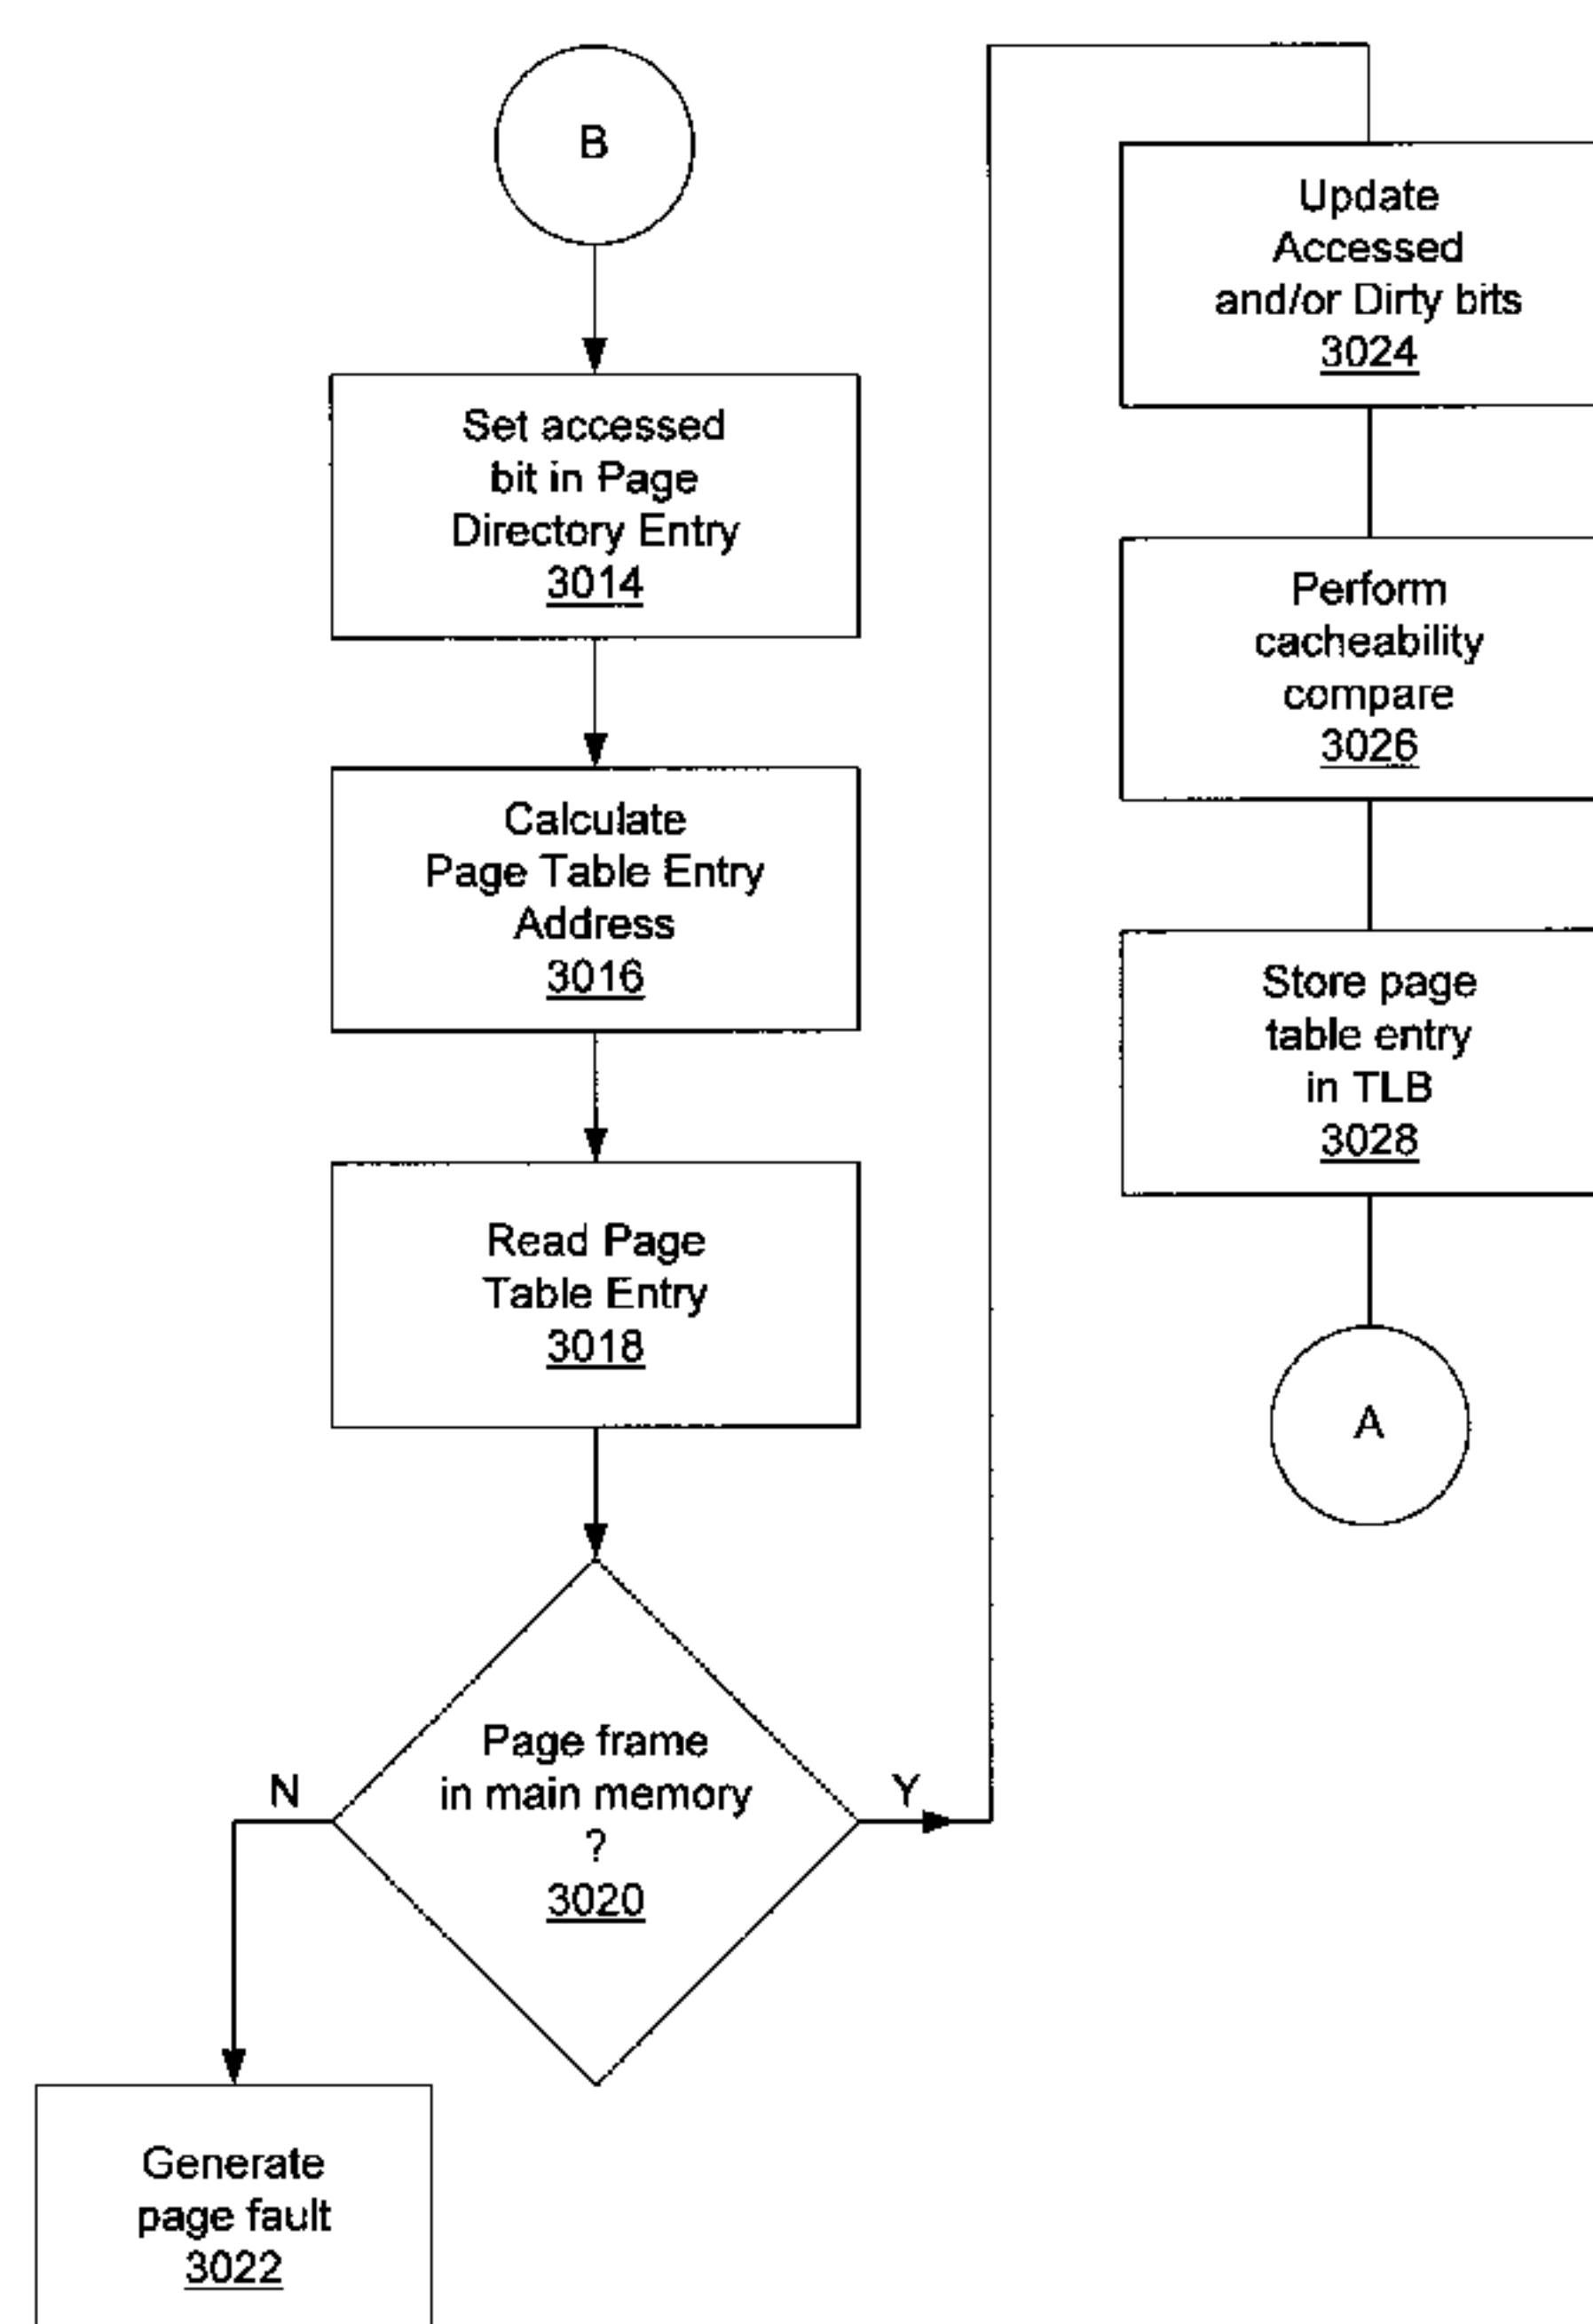 B
Set accessed
bit in Page
Directory Entry
3014
Calculate
Page Table Entry
Address
3016
Read Page
Table Entry
3018
Page frame
in main memory
?
3020
N
Y
Generate
page fault
3022
Update
Accessed
and/or Dirty bits
3024
Perform
cacheability
compare
3026
Store page
table entry
in TLB
3028
A